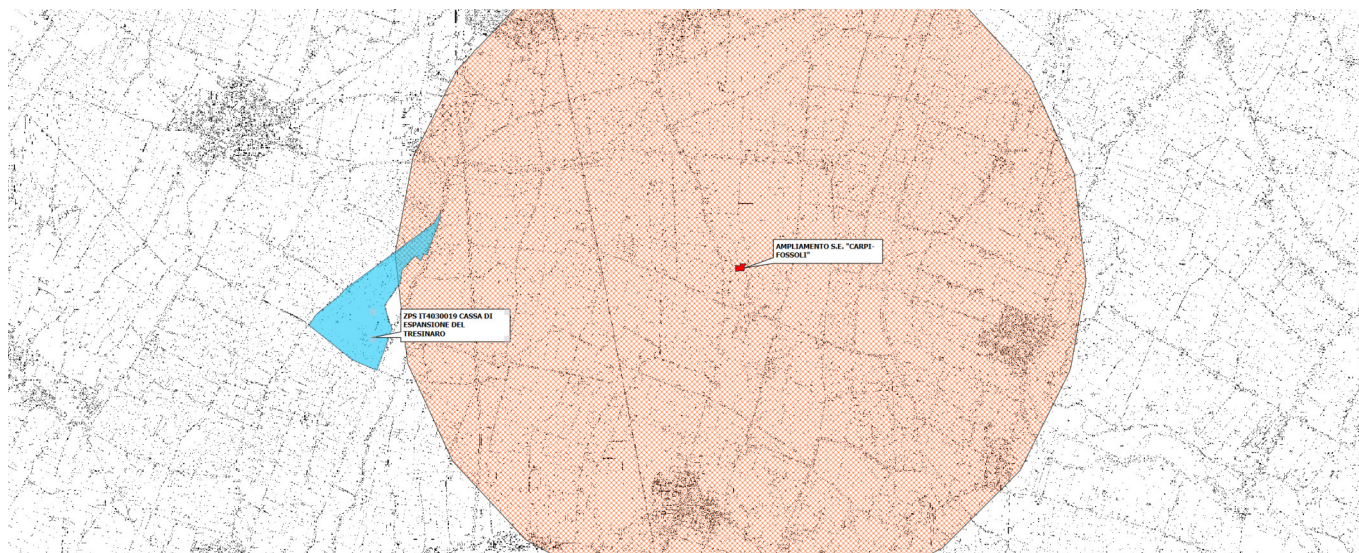 AMPLIAMENTO S.E. "CARPI-
FOSSOLI"
ZPS IT4030019 CASSA DI
ESPANSIONE DEL
TRESINARO